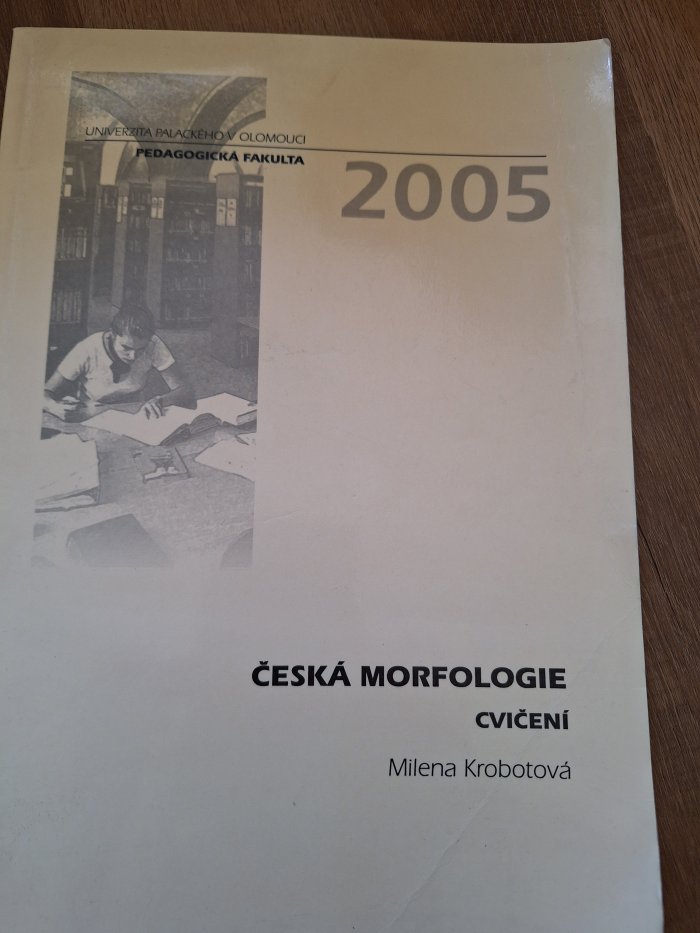 UNIVERZITA PALACKÉHO V OLOMOUCI
PEDAGOGICKÁ FAKULTA
2005
ČESKÁ MORFOLOGIE
CVIČENÍ
Milena Krobotová